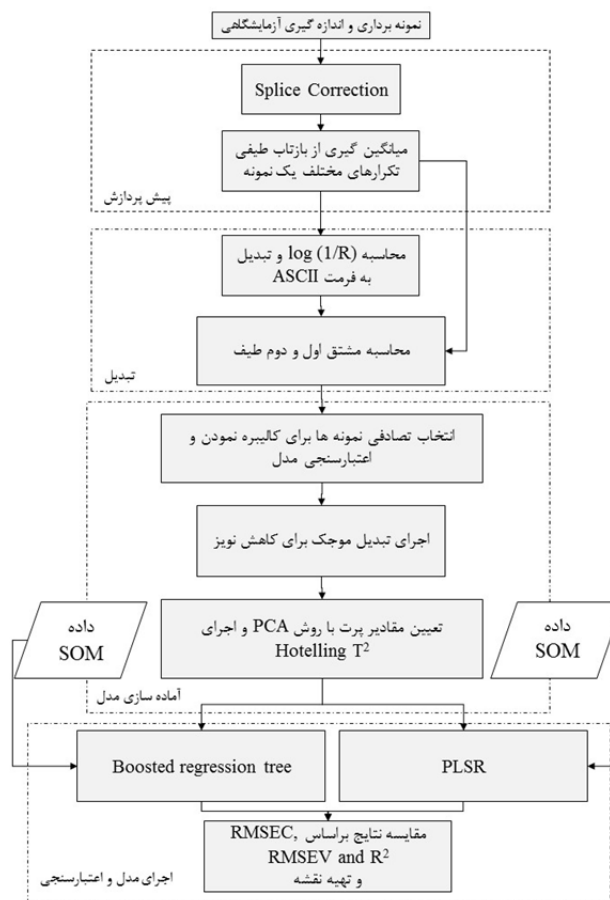 نمونه برداری و اندازه گیری آزمایشگاهی
Splice Correction
میانگین گیری از بازتاب طیفی
تکرارهای مختلف یک نمونه
پیش پردازش
محاسبه log (1/R) و تبدیل
به فرمت ASCII
محاسبه مشتق اول و دوم طیف
تبدیل
انتخاب تصادفی نمونه ها برای کالیبره نمودن و
اعتبارسنجی مدل
اجرای تبدیل موجک برای کاهش نویز
داده
SOM
تعیین مقادیر پرت با روش PCA و اجرای
Hotelling T²
داده
SOM
آماده سازی مدل
Boosted regression tree
PLSR
مقایسه نتایج براساس RMSEC,
RMSEV and R²
و تهیه نقشه
اجرای مدل و اعتبارسنجی